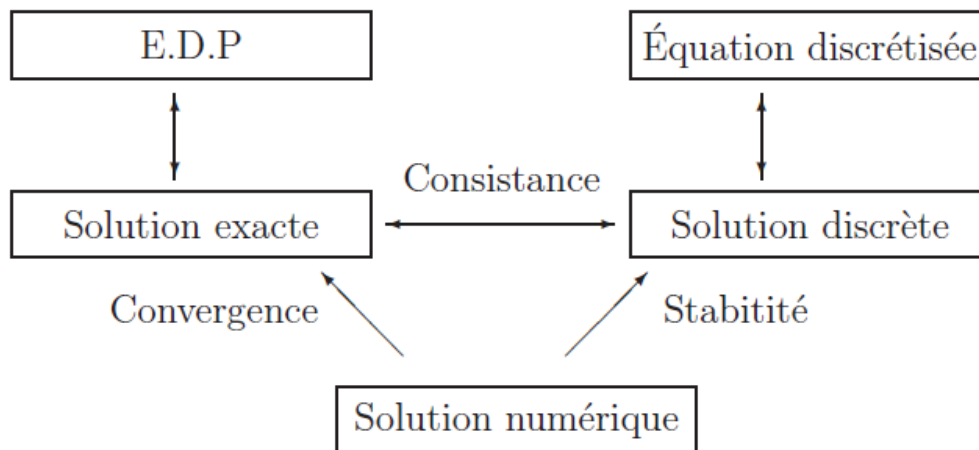 E.D.P
Équation discrétisée
Consistance
Solution exacte
Solution discrète
Convergence
Stabitité
Solution numérique